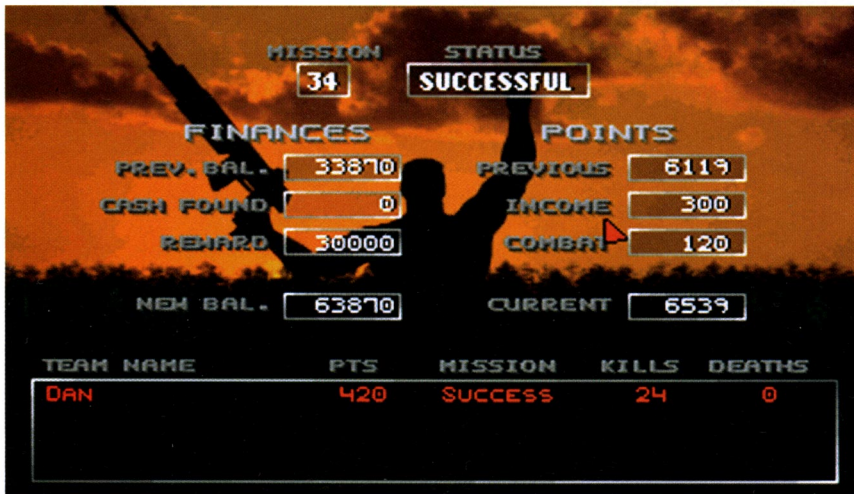 MISSION STATUS
34 SUCCESSFUL
FINANCES POINTS
PREV. BAL. 33870 PREVIOUS 6119
CASH FOUND 0 INCOME 300
REWARD 30000 COMBAT 120
NEW BAL. 63870 CURRENT 6539
TEAM NAME PTS MISSION KILLS DEATHS
DAN 420 SUCCESS 24 0